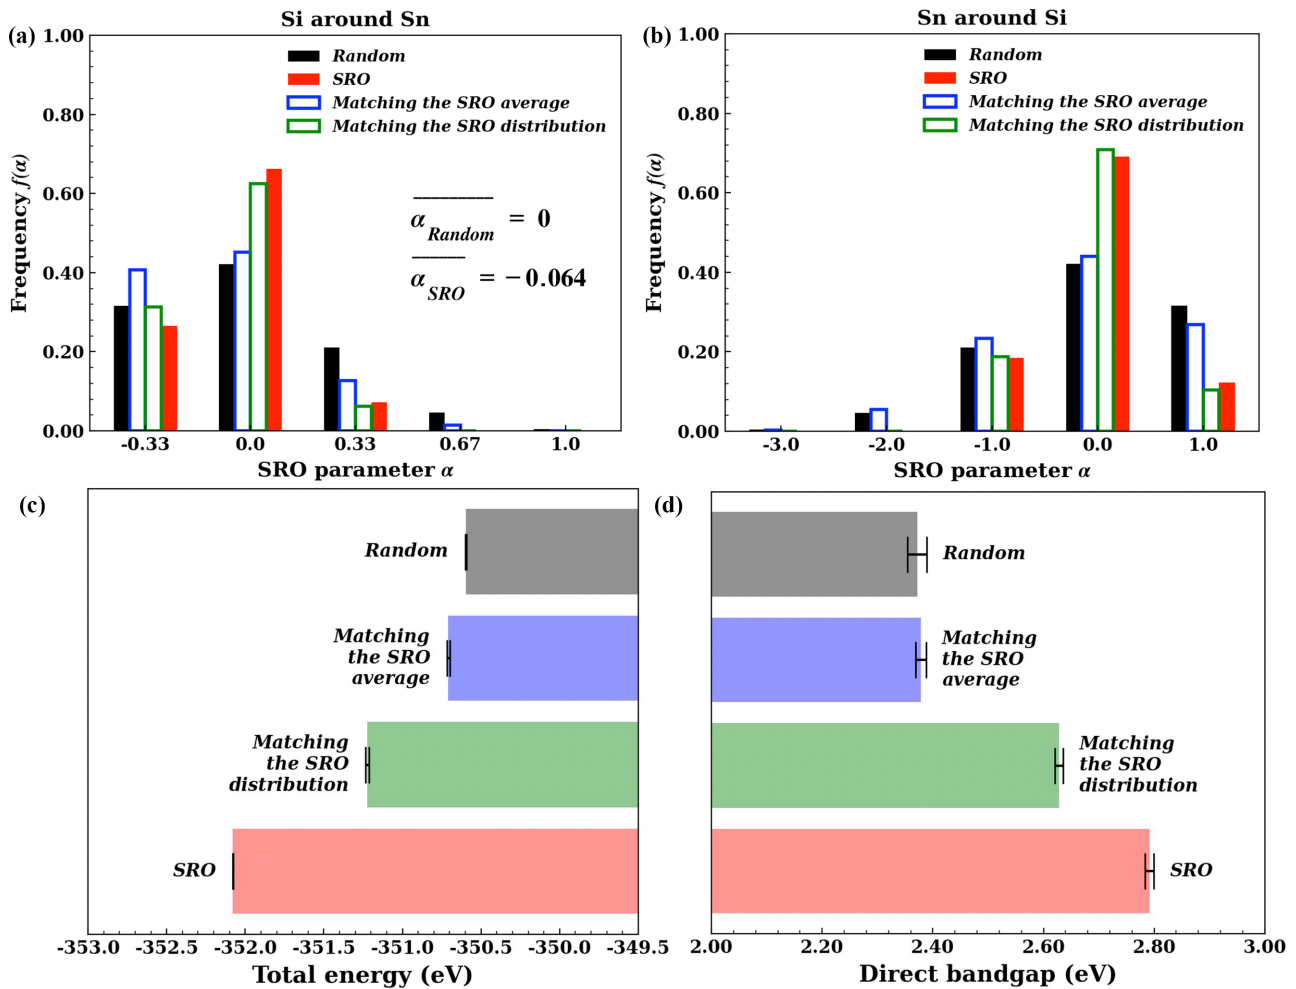 (a)
Si around Sn
1.00
0.80
0.60
0.40
0.20
0.00
Frequency f(α)
Random
SRO
Matching the SRO average
Matching the SRO distribution
α Random = 0
α SRO = −0.064
-0.33
0.0
0.33
0.67
1.0
SRO parameter α
(b)
Sn around Si
1.00
0.80
0.60
0.40
0.20
0.00
Frequency f(α)
Random
SRO
Matching the SRO average
Matching the SRO distribution
-3.0
-2.0
-1.0
0.0
1.0
SRO parameter α
(c)
Random
Matching
the SRO
average
Matching
the SRO
distribution
SRO
-353.0
-352.5
-352.0
-351.5
-351.0
-350.5
-350.0
-349.5
Total energy (eV)
(d)
Random
Matching
the SRO
average
Matching
the SRO
distribution
SRO
2.00
2.20
2.40
2.60
2.80
3.00
Direct bandgap (eV)